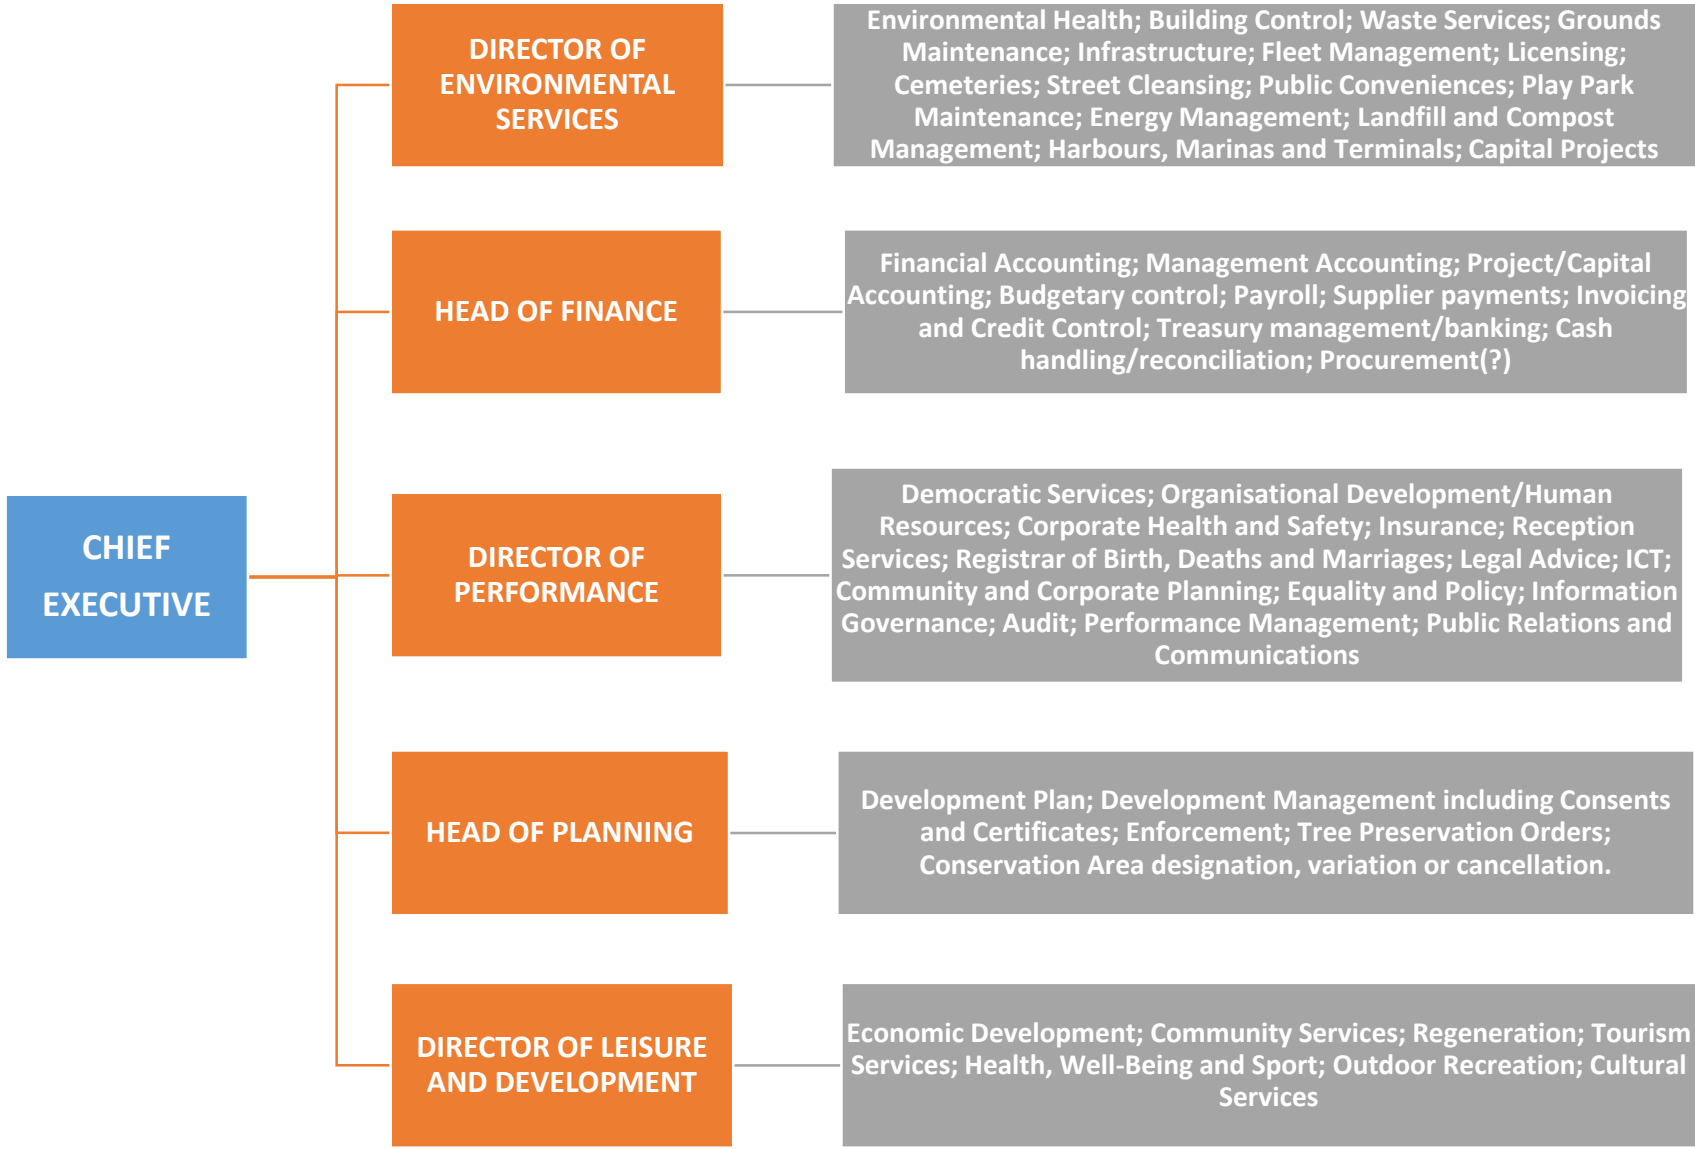 DIRECTOR OF
ENVIRONMENTAL
SERVICES
Environmental Health; Building Control; Waste Services; Grounds
Maintenance; Infrastructure; Fleet Management; Licensing;
Cemeteries; Street Cleansing; Public Conveniences; Play Park
Maintenance; Energy Management; Landfill and Compost
Management; Harbours, Marinas and Terminals; Capital Projects
HEAD OF FINANCE
Financial Accounting; Management Accounting; Project/Capital
Accounting; Budgetary control; Payroll; Supplier payments; Invoicing
and Credit Control; Treasury management/banking; Cash
handling/reconciliation; Procurement(?)
CHIEF
EXECUTIVE
DIRECTOR OF
PERFORMANCE
Democratic Services; Organisational Development/Human
Resources; Corporate Health and Safety; Insurance; Reception
Services; Registrar of Birth, Deaths and Marriages; Legal Advice; ICT;
Community and Corporate Planning; Equality and Policy; Information
Governance; Audit; Performance Management; Public Relations and
Communications
HEAD OF PLANNING
Development Plan; Development Management including Consents
and Certificates; Enforcement; Tree Preservation Orders;
Conservation Area designation, variation or cancellation.
DIRECTOR OF LEISURE
AND DEVELOPMENT
Economic Development; Community Services; Regeneration; Tourism
Services; Health, Well-Being and Sport; Outdoor Recreation; Cultural
Services